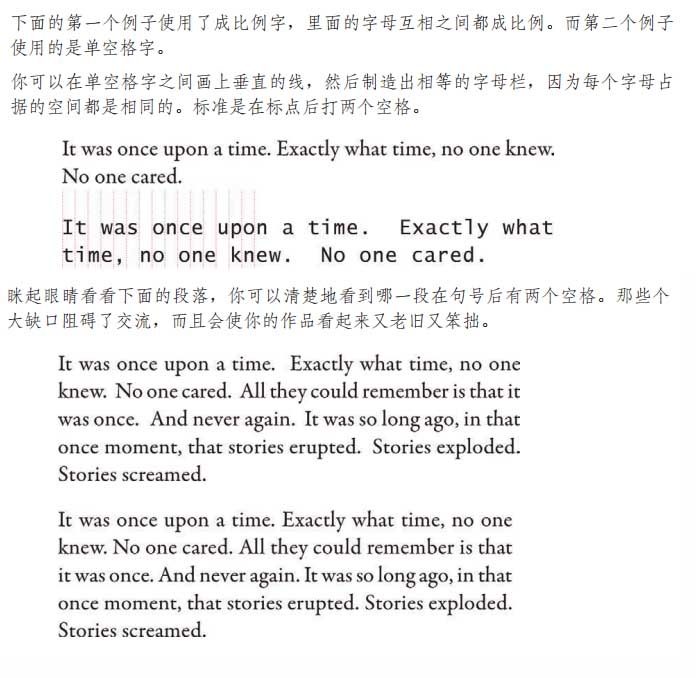 下面的第一个例子使用了成比例字，里面的字母互相之间都成比例。而第二个例子
使用的是单空格字。
你可以在单空格字之间画上垂直的线，然后制造出相等的字母栏，因为每个字母占
据的空间都是相同的。标准是在标点后打两个空格。
It was once upon a time. Exactly what time, no one knew.
No one cared.
It was once upon a time.  Exactly what
time, no one knew.  No one cared.
眯起眼睛看看下面的段落，你可以清楚地看到哪一段在句号后有两个空格。那些个
大缺口阻碍了交流，而且会使你的作品看起来又老旧又笨拙。
It was once upon a time.  Exactly what time, no one
knew.  No one cared.  All they could remember is that it
was once.  And never again.  It was so long ago, in that
once moment, that stories erupted.  Stories exploded.
Stories screamed.
It was once upon a time. Exactly what time, no one
knew. No one cared. All they could remember is that
it was once. And never again. It was so long ago, in that
once moment, that stories erupted. Stories exploded.
Stories screamed.